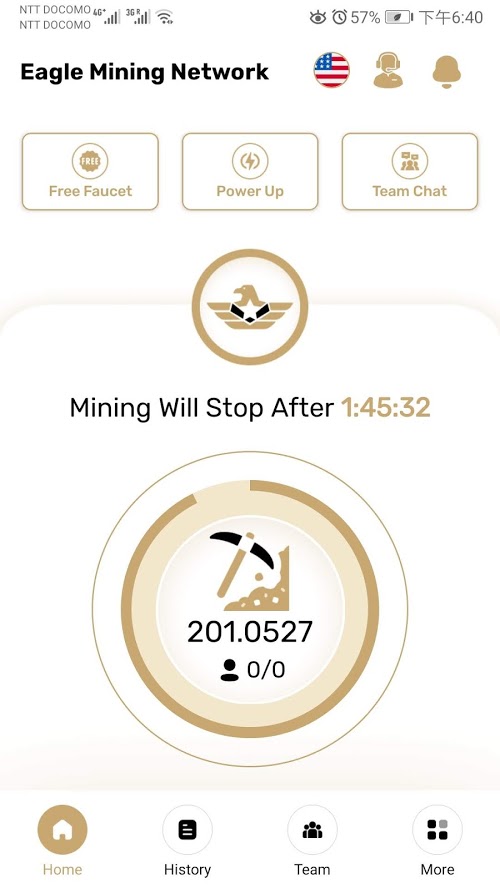 NTT DOCOMO 4G+ 3G R 57% 下午6:40
NTT DOCOMO
Eagle Mining Network
FREE
Free Faucet Power Up Team Chat
Mining Will Stop After 1:45:32
201.0527
0/0
Home History Team More